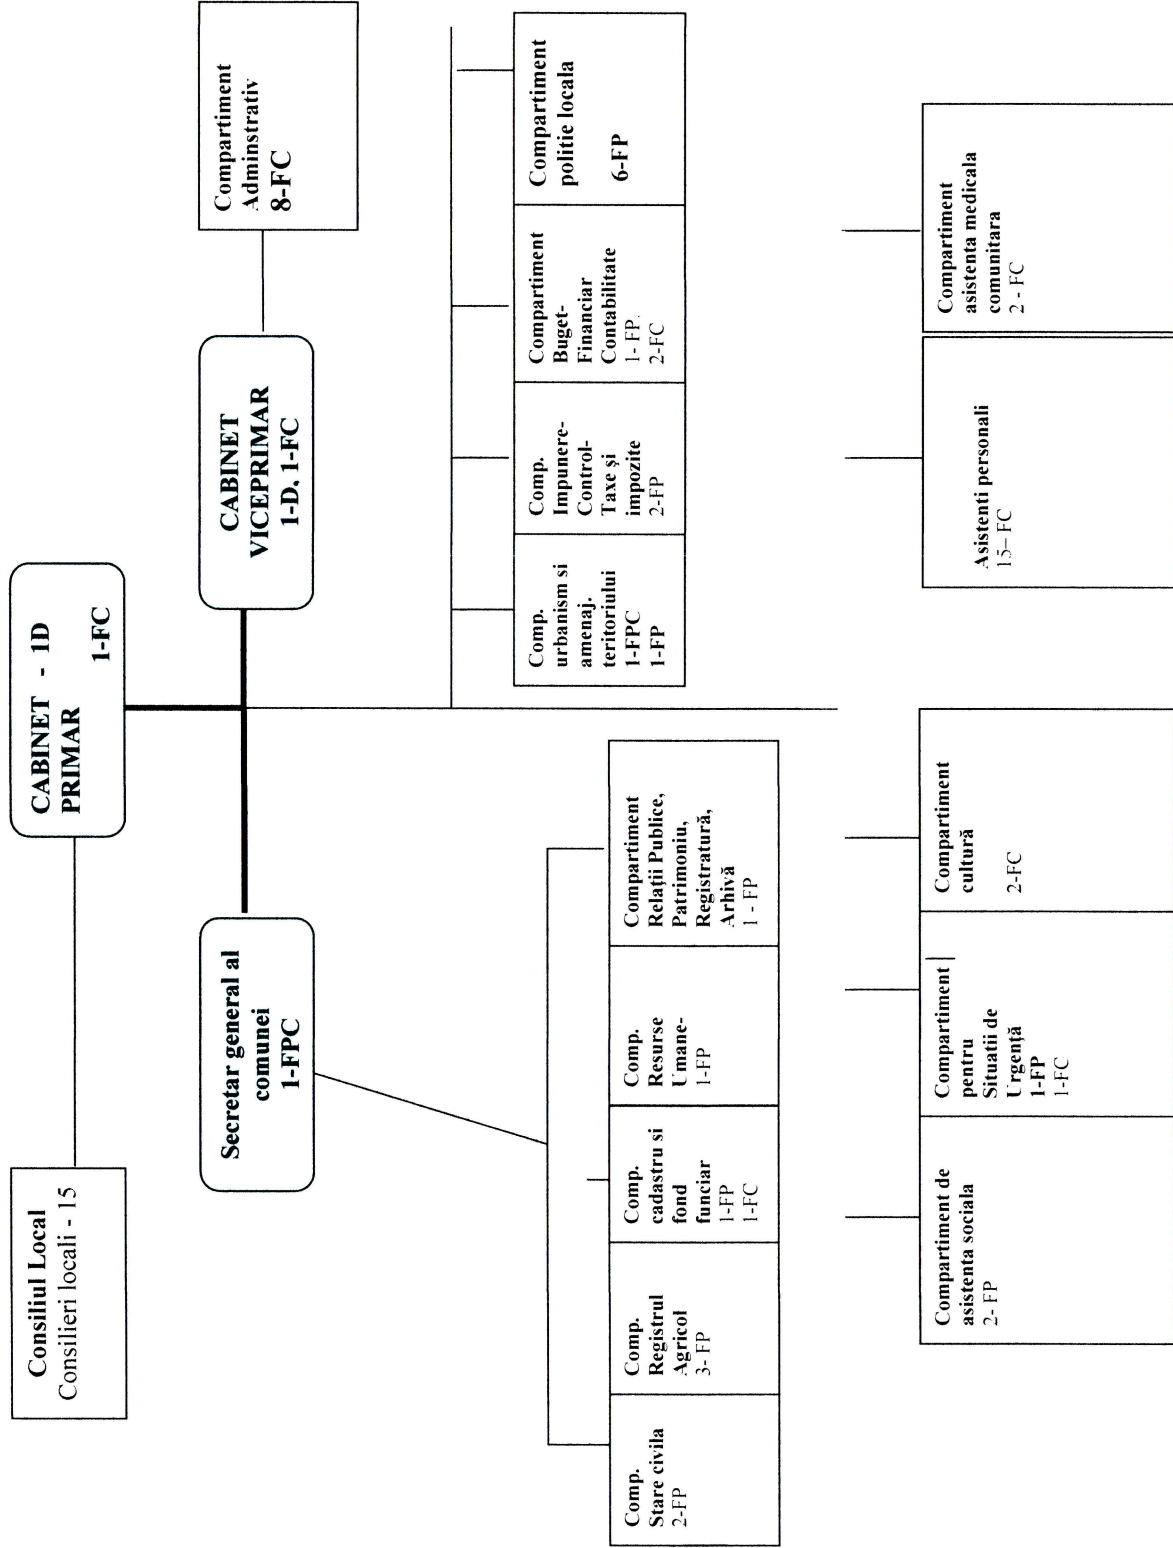 Consiliul Local
Consilieri locali - 15
CABINET - 1D
PRIMAR
1-FC
Secretar general al
comunei
1-FPC
CABINET
VICEPRIMAR
1-D, 1-FC
Compartiment
Adminstrativ
8-FC
Comp.
Stare civila
2-FP
Comp.
Registrul
Agricol
3- FP
Comp.
cadastru si
fond
funciar
1-FP
1-FC
Comp.
Resurse
Umane-
1-FP
Compartiment
Relații Publice,
Patrimoniu,
Registratură,
Arhivă
1 - FP
Comp.
urbanism si
amenaj.
teritoriului
1-FPC
1-FP
Comp.
Impunere-
Control-
Taxe și
impozite
2-FP
Compartiment
Buget-
Financiar
Contabilitate
1- FP.
2-FC
Compartiment
politie locala
6-FP
Compartiment de
asistenta sociala
2- FP
Compartiment
pentru
Situatii de
Urgență
1-FP
1-FC
Compartiment
cultură
2-FC
Asistenti personali
15– FC
Compartiment
asistenta medicala
comunitara
2 - FC